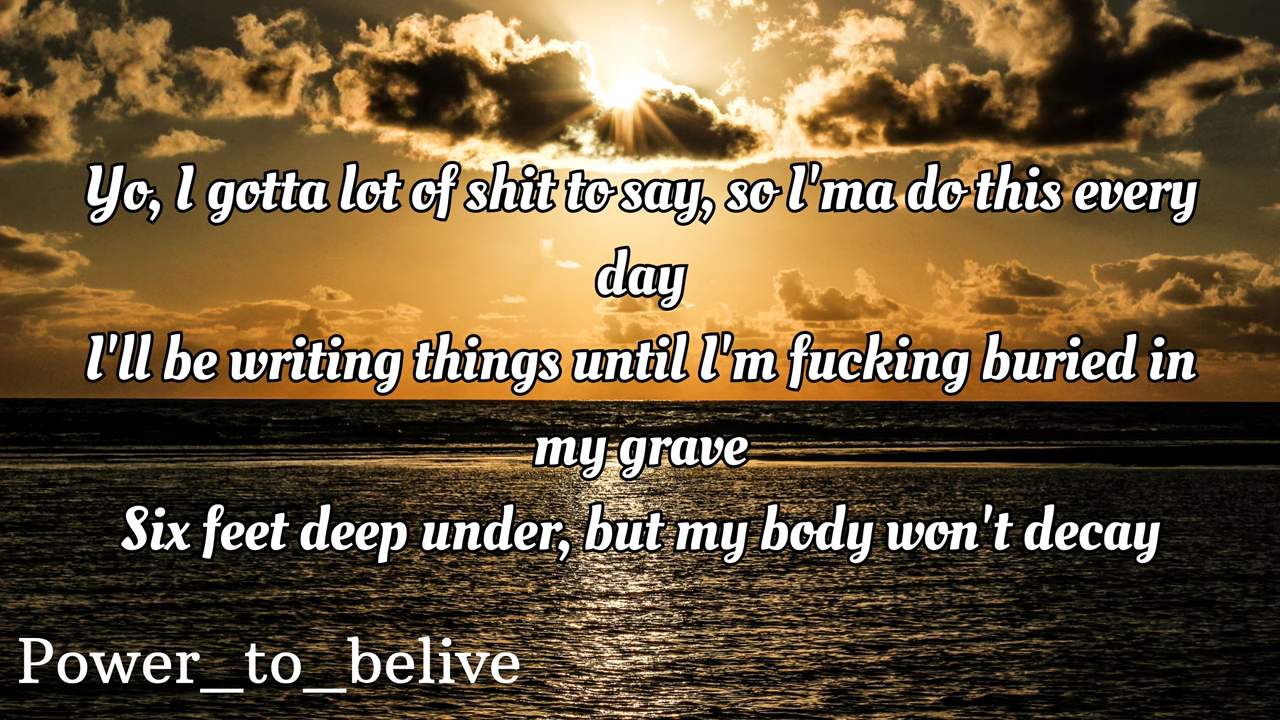 Yo, I gotta lot of shit to say, so I'ma do this every
day
I'll be writing things until I'm fucking buried in
my grave
Six feet deep under, but my body won't decay
Power_to_belive